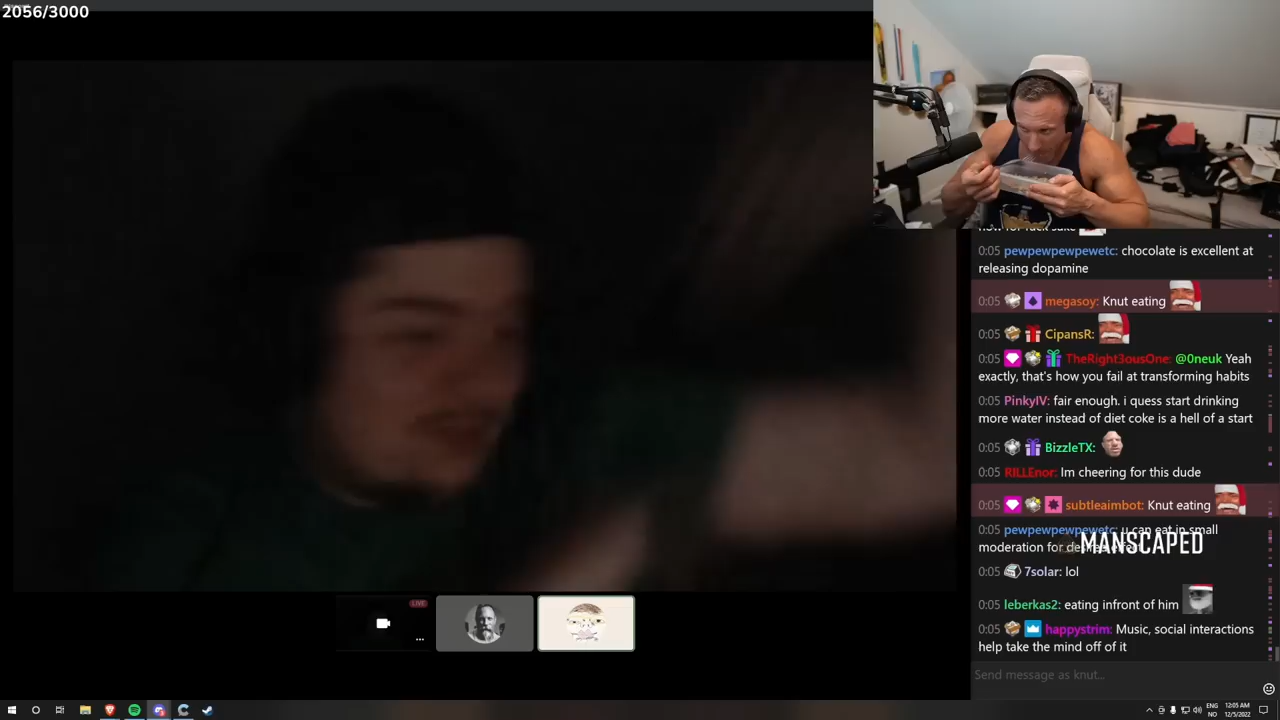 2056/3000
0:05 pewpewpewpewetc: chocolate is excellent at
releasing dopamine
0:05 megasoy: Knut eating
0:05 CipansR:
0:05 TheRight3ousOne: @0neuk Yeah
exactly, that's how you fail at transforming habits
0:05 PinkyIV: fair enough. i quess start drinking
more water instead of diet coke is a hell of a start
0:05 BizzleTX:
0:05 RILLEnor: Im cheering for this dude
0:05 subtleaimbot: Knut eating
0:05 pewpewpewpewetc: u can eat in small
moderation for
MANSCAPED
0:05 7solar: lol
0:05 leberkas2: eating infront of him
0:05 happystrim: Music, social interactions
help take the mind off of it
Send message as knut...
LIVE
ENG
NO
12:05 AM
12/5/2022